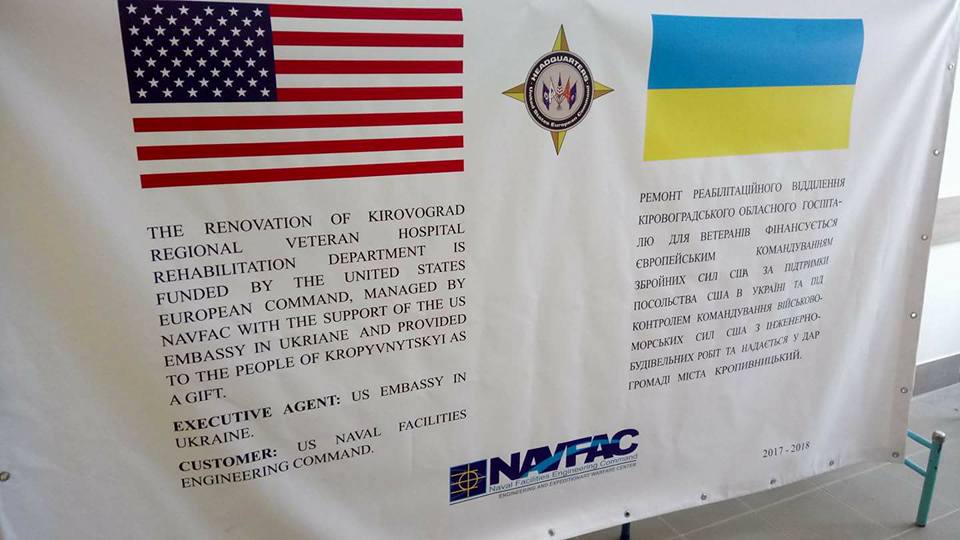 HEADQUARTERS
United States European Command
THE RENOVATION OF KIROVOGRAD
REGIONAL VETERAN HOSPITAL
REHABILITATION DEPARTMENT IS
FUNDED BY THE UNITED STATES
EUROPEAN COMMAND, MANAGED BY
NAVFAC WITH THE SUPPORT OF THE US
EMBASSY IN UKRIANE AND PROVIDED
TO THE PEOPLE OF KROPYVNYTSKYI AS
A GIFT.
EXECUTIVE AGENT: US EMBASSY IN
UKRAINE.
CUSTOMER: US NAVAL FACILITIES
ENGINEERING COMMAND.
РЕМОНТ РЕАБІЛІТАЦІЙНОГО ВІДДІЛЕННЯ
КІРОВОГРАДСЬКОГО ОБЛАСНОГО ГОСПІТА-
ЛЮ ДЛЯ ВЕТЕРАНІВ ФІНАНСУЄТЬСЯ
ЄВРОПЕЙСЬКИМ КОМАНДУВАННЯМ
ЗБРОЙНИХ СИЛ США ЗА ПІДТРИМКИ
ПОСОЛЬСТВА США В УКРАЇНІ ТА ПІД
КОНТРОЛЕМ КОМАНДУВАННЯ ВІЙСЬКОВО-
МОРСЬКИХ СИЛ США З ІНЖЕНЕРНО-
БУДІВЕЛЬНИХ РОБІТ ТА НАДАЄТЬСЯ У ДАР
ГРОМАДІ МІСТА КРОПИВНИЦЬКИЙ.
NAVFAC
Naval Facilities Engineering Command
ENGINEERING AND EXPEDITIONARY WARFARE CENTER
2017 - 2018